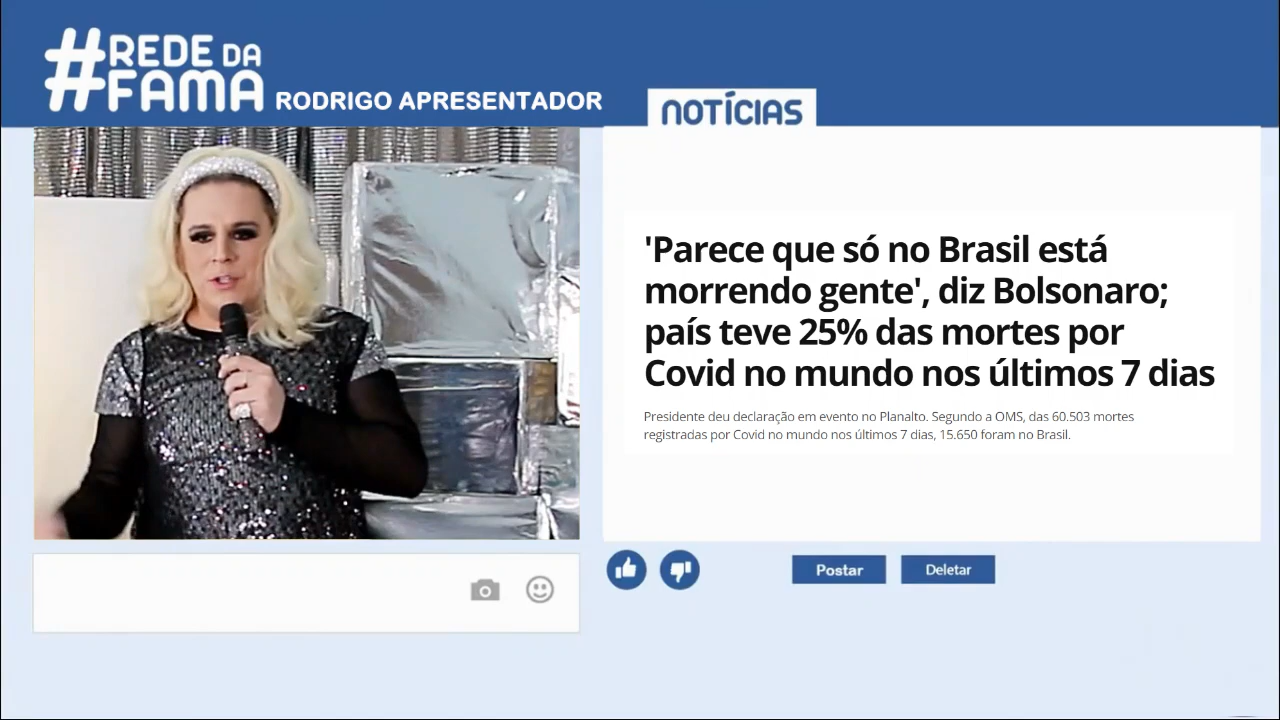 #REDE DA
FAMA RODRIGO APRESENTADOR
NOTÍCIAS
'Parece que só no Brasil está
morrendo gente', diz Bolsonaro;
país teve 25% das mortes por
Covid no mundo nos últimos 7 dias
Presidente deu declaração em evento no Planalto. Segundo a OMS, das 60.503 mortes
registradas por Covid no mundo nos últimos 7 dias, 15.650 foram no Brasil.
Postar
Deletar